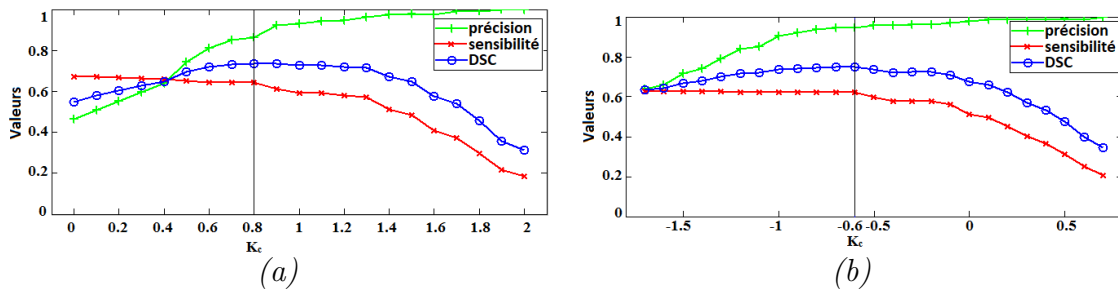 Valeurs
1
0.8
0.6
0.4
0.2
0
0 0.2 0.4 0.6 0.8 1 1.2 1.4 1.6 1.8 2
Kc
précision
sensibilité
DSC
(a)
Valeurs
1
0.8
0.6
0.4
0.2
0
-1.5 -1 -0.6 -0.5 0 0.5
Kc
précision
sensibilité
DSC
(b)